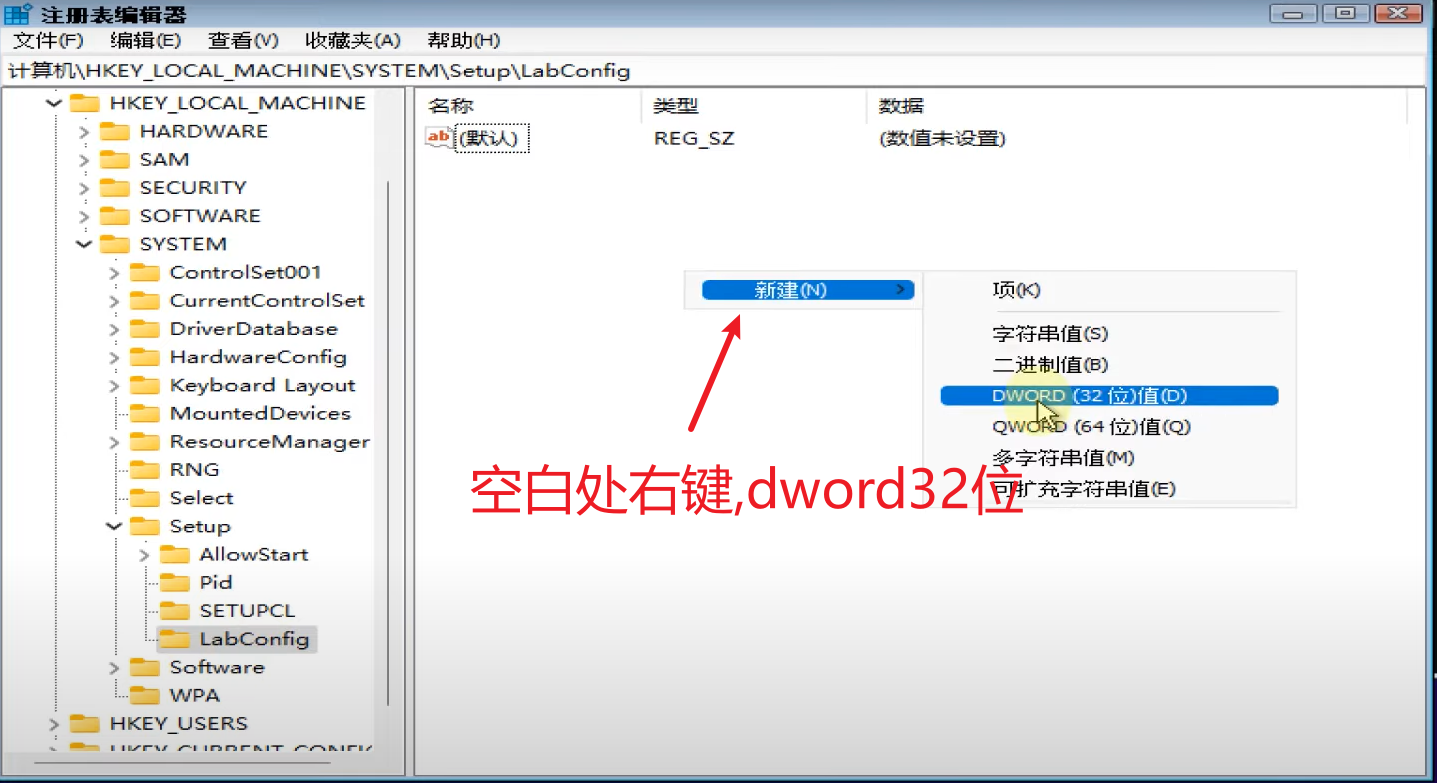 注册表编辑器
文件(F) 编辑(E) 查看(V) 收藏夹(A) 帮助(H)
计算机\HKEY_LOCAL_MACHINE\SYSTEM\Setup\LabConfig
HKEY_LOCAL_MACHINE
HARDWARE
SAM
SECURITY
SOFTWARE
SYSTEM
ControlSet001
CurrentControlSet
DriverDatabase
HardwareConfig
Keyboard Layout
MountedDevices
ResourceManager
RNG
Select
Setup
AllowStart
Pid
SETUPCL
LabConfig
Software
WPA
HKEY_USERS
HKEY_CURRENT_CONFIG
名称 类型 数据
ab (默认) REG_SZ (数值未设置)
新建(N)
项(K)
字符串值(S)
二进制值(B)
DWORD (32 位)值(D)
QWORD (64 位)值(Q)
多字符串值(M)
可扩充字符串值(E)
空白处右键,dword32位